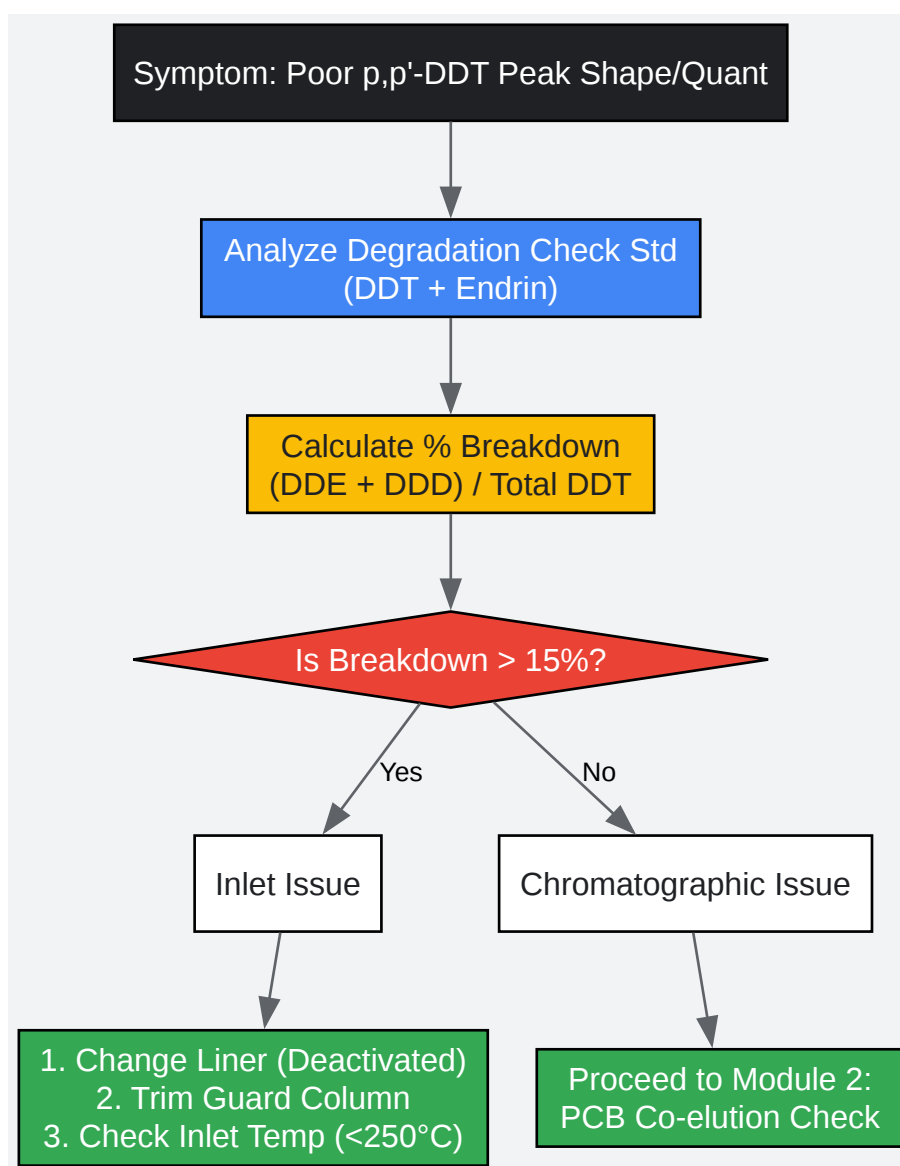 Symptom: Poor p,p'-DDT Peak Shape/Quant
Analyze Degradation Check Std
(DDT + Endrin)
Calculate % Breakdown
(DDE + DDD) / Total DDT
Is Breakdown > 15%?
Yes
No
Inlet Issue
Chromatographic Issue
1. Change Liner (Deactivated)
2. Trim Guard Column
3. Check Inlet Temp (<250°C)
Proceed to Module 2:
PCB Co-elution Check